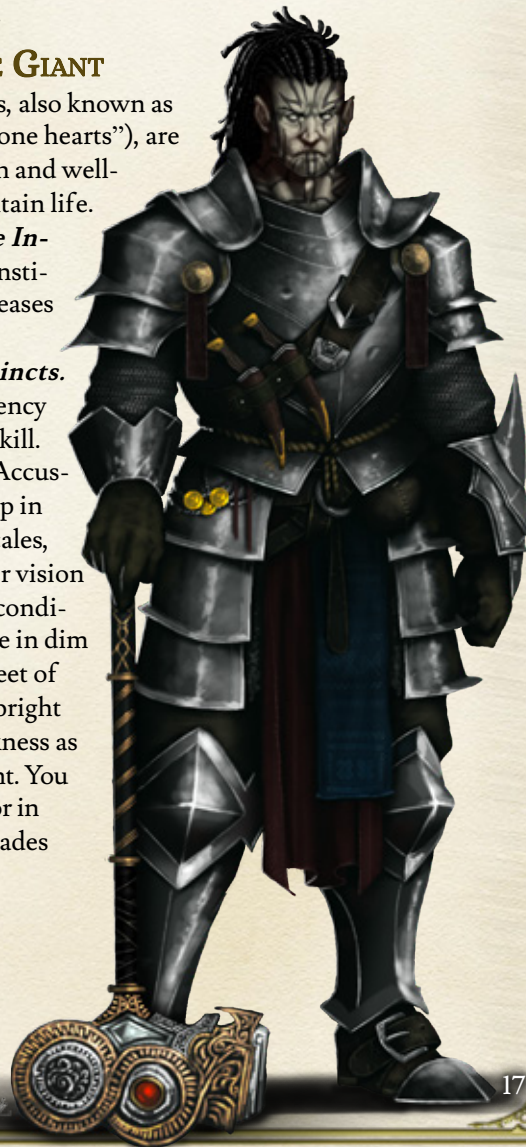 GIANT
s, also known as
one hearts”), are
n and well-
tain life.
e In-
nsti-
eases
incts.
ency
kill.
Accus-
p in
ales,
r vision
condi-
e in dim
eet of
bright
kness as
nt. You
or in
ades
17